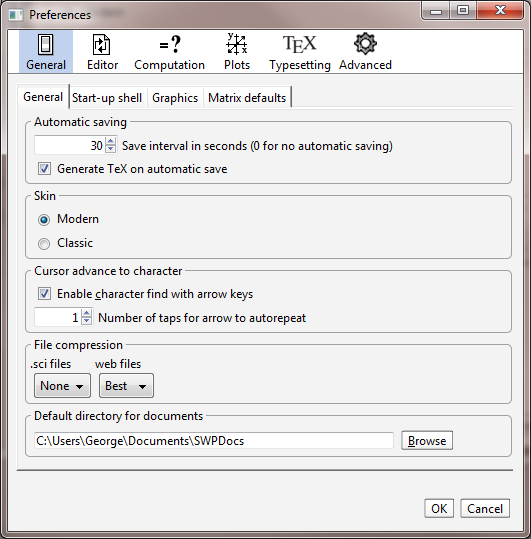 Preferences
=? y x TEX
General Editor Computation Plots Typesetting Advanced
General Start-up shell Graphics Matrix defaults
Automatic saving
30 Save interval in seconds (0 for no automatic saving)
Generate TeX on automatic save
Skin
Modern
Classic
Cursor advance to character
Enable character find with arrow keys
1 Number of taps for arrow to autorepeat
File compression
.sci files web files
None Best
Default directory for documents
C:\Users\George\Documents\SWPDocs Browse
OK Cancel